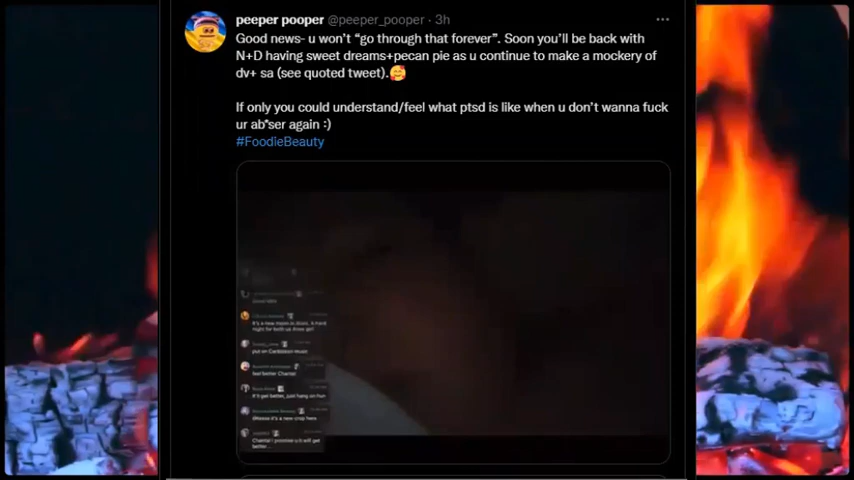 peeper pooper @peeper_pooper · 3h
Good news- u won't “go through that forever”. Soon you'll be back with
N+D having sweet dreams+pecan pie as u continue to make a mockery of
dv+ sa (see quoted tweet).🥰
If only you could understand/feel what ptsd is like when u don't wanna fuck
ur ab*ser again :)
#FoodieBeauty
put on Caribbean music
feel better Chantal
it'll get better, just hang on hun
Chantal I promise u it will get
better